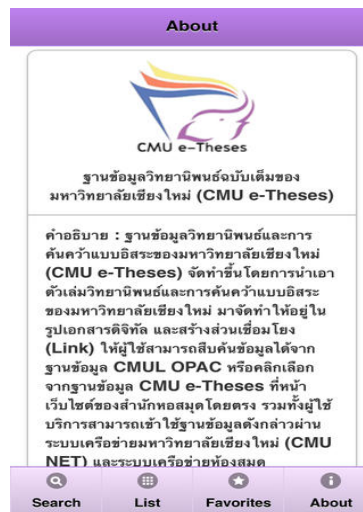 About
CMU e-Theses
ฐานข้อมูลวิทยานิพนธ์ฉบับเต็มของ
มหาวิทยาลัยเชียงใหม่ (CMU e-Theses)
คำอธิบาย : ฐานข้อมูลวิทยานิพนธ์และการ
ค้นคว้าแบบอิสระของมหาวิทยาลัยเชียงใหม่
(CMU e-Theses) จัดทำขึ้นโดยการนำเอา
ตัวเล่มวิทยานิพนธ์และการค้นคว้าแบบอิสระ
ของมหาวิทยาลัยเชียงใหม่ มาจัดทำให้อยู่ใน
รูปเอกสารดิจิทัล และสร้างส่วนเชื่อมโยง
(Link) ให้ผู้ใช้สามารถสืบค้นข้อมูลได้จาก
ฐานข้อมูล CMUL OPAC หรือคลิกเลือก
จากฐานข้อมูล CMU e-Theses ที่หน้า
เว็บไซต์ของสำนักหอสมุดโดยตรง รวมทั้งผู้ใช้
บริการสามารถเข้าใช้ฐานข้อมูลดังกล่าวผ่าน
ระบบเครือข่ายมหาวิทยาลัยเชียงใหม่ (CMU
NET) และระบบเครือข่ายห้องสมุด
Search List Favorites About